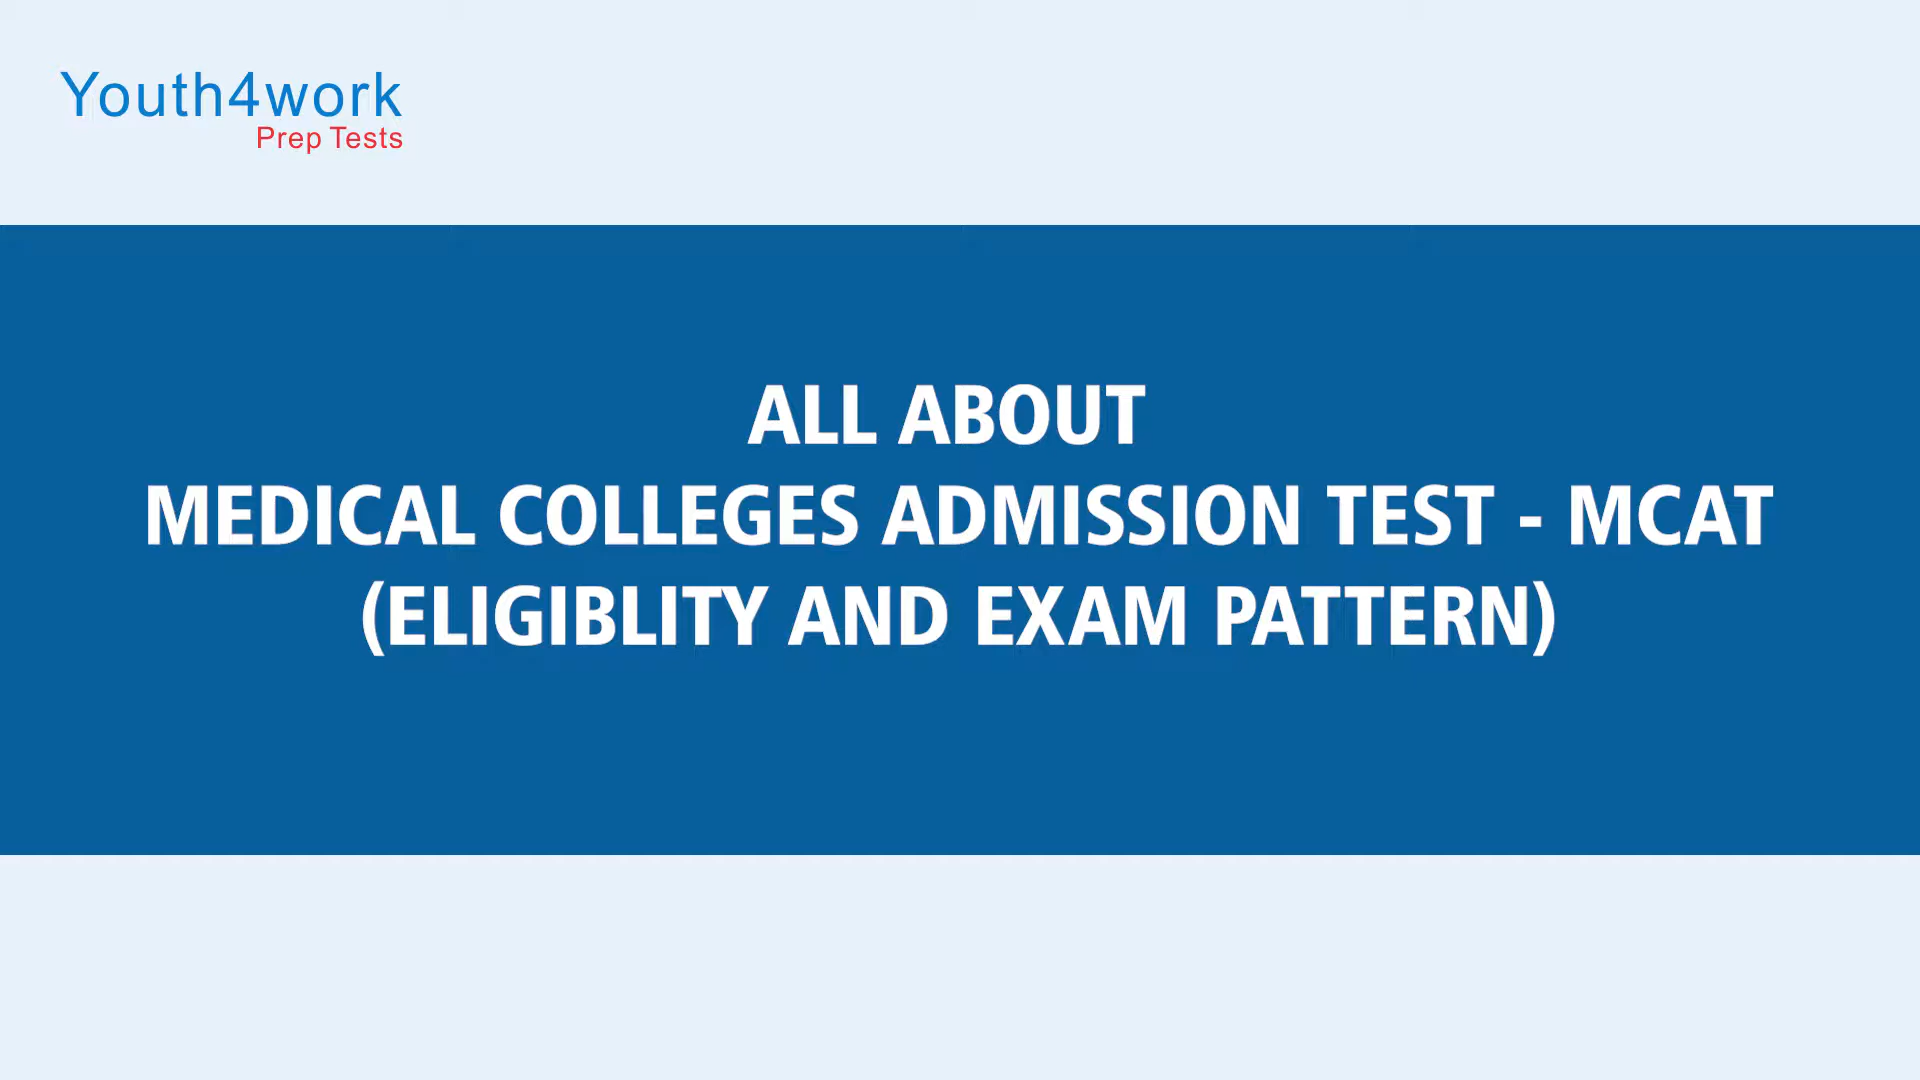 Youth4work
Prep Tests
ALL ABOUT
MEDICAL COLLEGES ADMISSION TEST - MCAT
(ELIGIBLITY AND EXAM PATTERN)